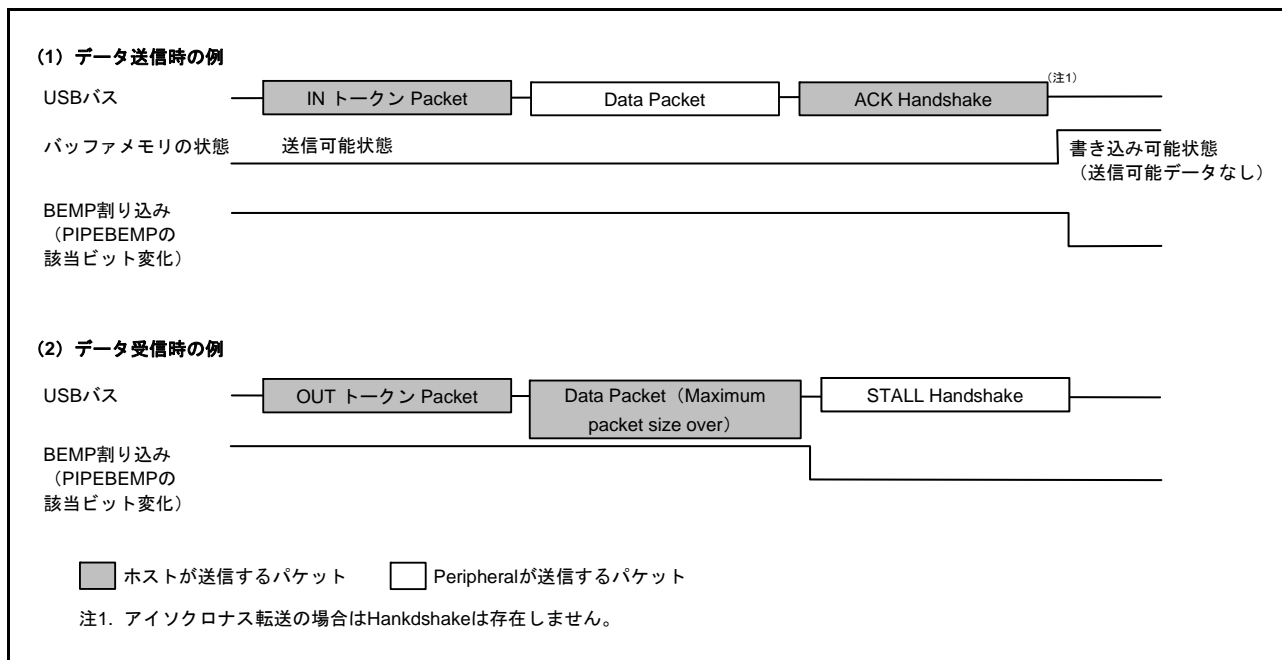 (1) データ送信時の例
USBバス
IN トークン Packet
Data Packet
ACK Handshake
(注1)
バッファメモリの状態
送信可能状態
書き込み可能状態
（送信可能データなし）
BEMP割り込み
（PIPEBEMPの
該当ビット変化）
(2) データ受信時の例
USBバス
OUT トークン Packet
Data Packet（Maximum
packet size over）
STALL Handshake
BEMP割り込み
（PIPEBEMPの
該当ビット変化）
ホストが送信するパケット
Peripheralが送信するパケット
注1. アイソクロナス転送の場合はHankdshakeは存在しません。